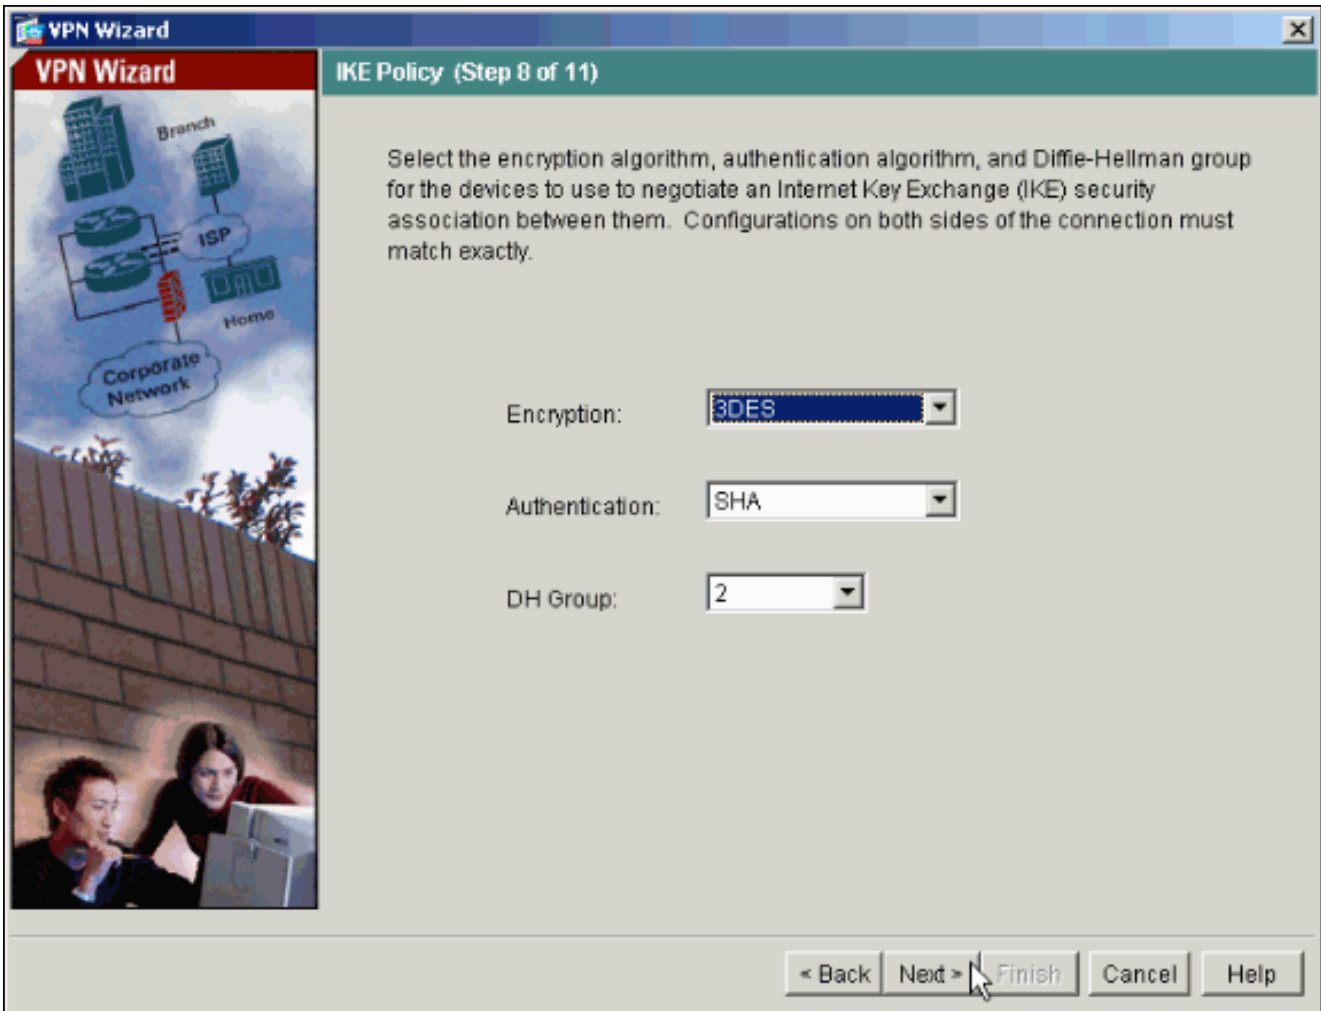 VPN Wizard
VPN Wizard
IKE Policy (Step 8 of 11)
Branch
ISP
Home
Corporate
Network
Select the encryption algorithm, authentication algorithm, and Diffie-Hellman group
for the devices to use to negotiate an Internet Key Exchange (IKE) security
association between them. Configurations on both sides of the connection must
match exactly.
Encryption: 3DES
Authentication: SHA
DH Group: 2
< Back Next > Finish Cancel Help